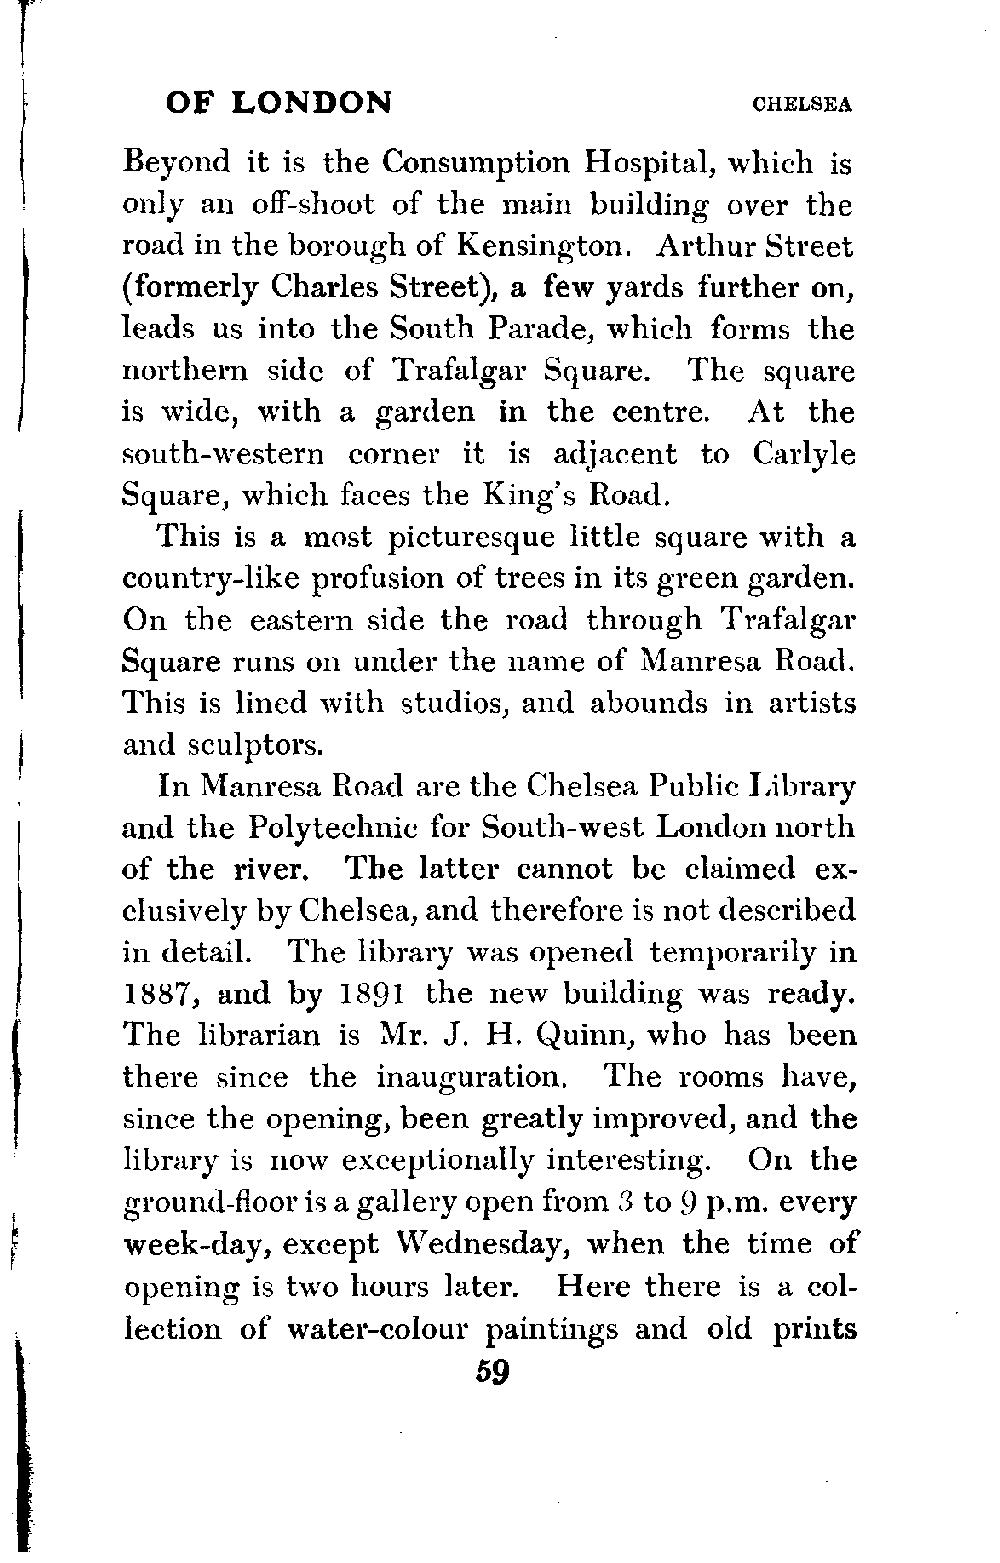 OF LONDON CHELSEA
Beyond it is the Consumption Hospital, which is
only an off-shoot of the main building over the
road in the borough of Kensington. Arthur Street
(formerly Charles Street), a few yards further on,
leads us into the South Parade, which forms the
northern side of Trafalgar Square. The square
is wide, with a garden in the centre. At the
south-western corner it is adjacent to Carlyle
Square, which faces the King's Road.
This is a most picturesque little square with a
country-like profusion of trees in its green garden.
On the eastern side the road through Trafalgar
Square runs on under the name of Manresa Road.
This is lined with studios, and abounds in artists
and sculptors.
In Manresa Road are the Chelsea Public Library
and the Polytechnic for South-west London north
of the river. The latter cannot be claimed ex-
clusively by Chelsea, and therefore is not described
in detail. The library was opened temporarily in
1887, and by 1891 the new building was ready.
The librarian is Mr. J. H. Quinn, who has been
there since the inauguration. The rooms have,
since the opening, been greatly improved, and the
library is now exceptionally interesting. On the
ground-floor is a gallery open from 3 to 9 p.m. every
week-day, except Wednesday, when the time of
opening is two hours later. Here there is a col-
lection of water-colour paintings and old prints
59